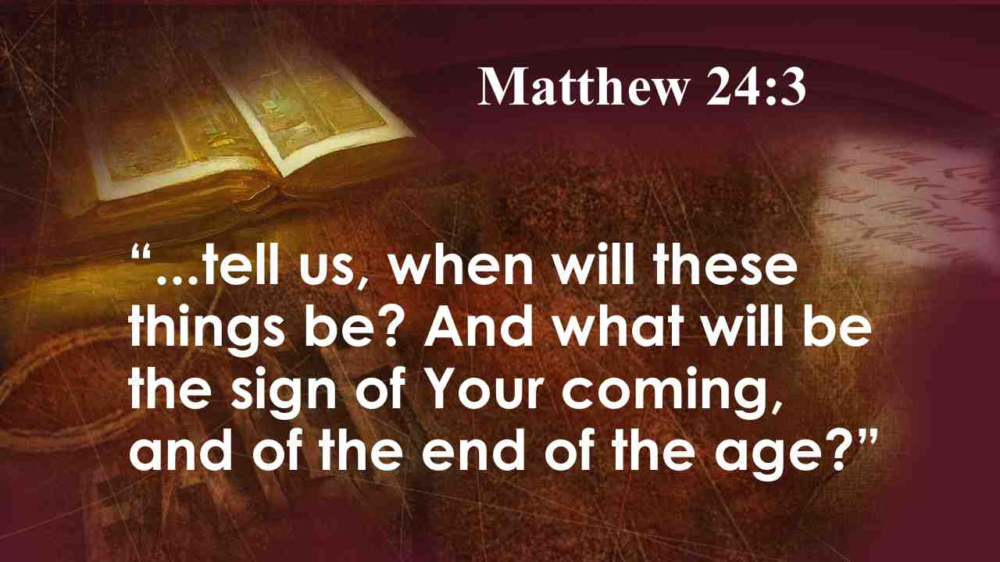 Matthew 24:3
“...tell us, when will these
things be? And what will be
the sign of Your coming,
and of the end of the age?”